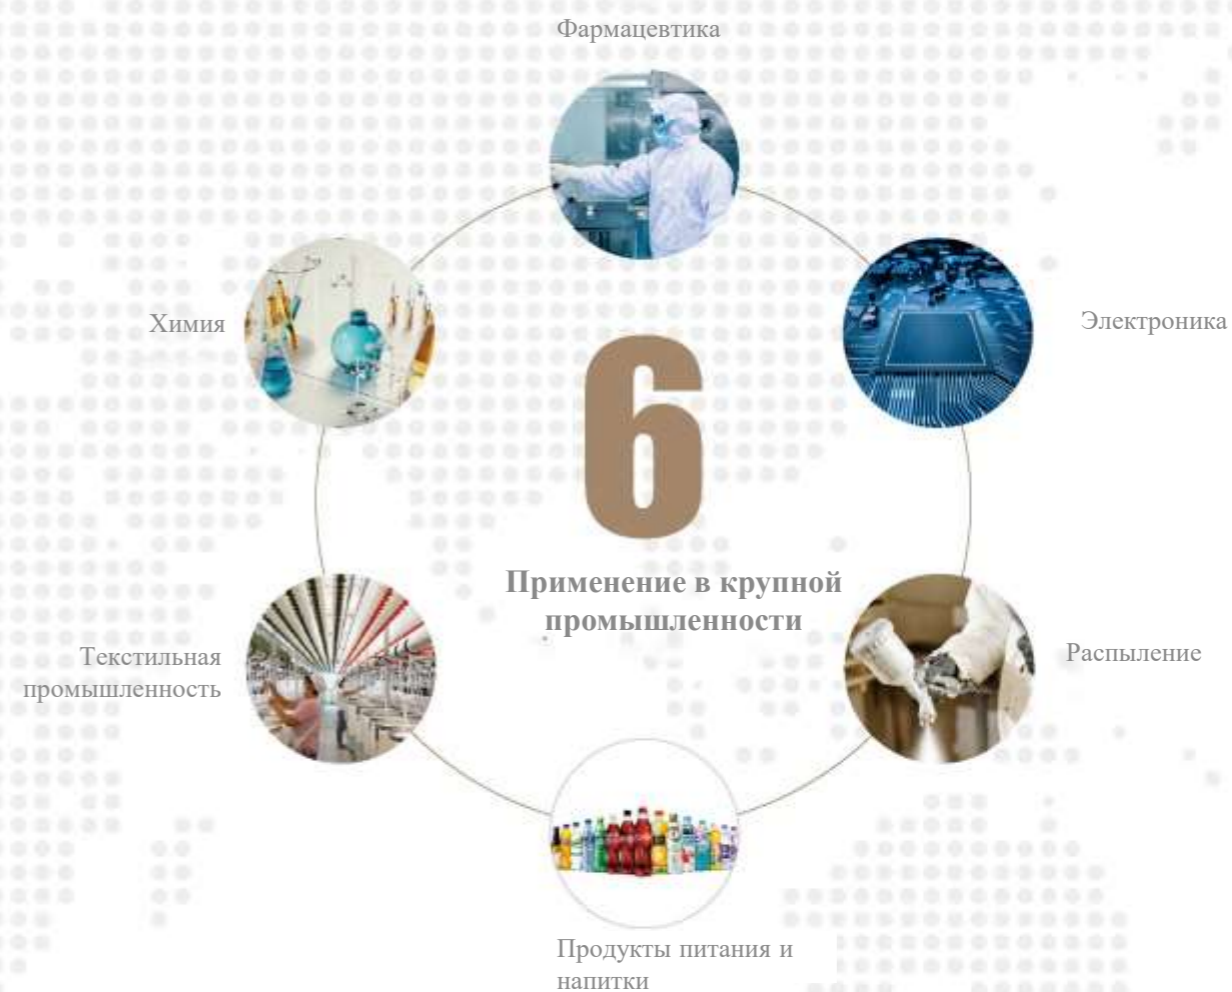 Фармацевтика
Химия
Электроника
6
Применение в крупной
промышленности
Текстильная
промышленность
Распыление
Продукты питания и
напитки